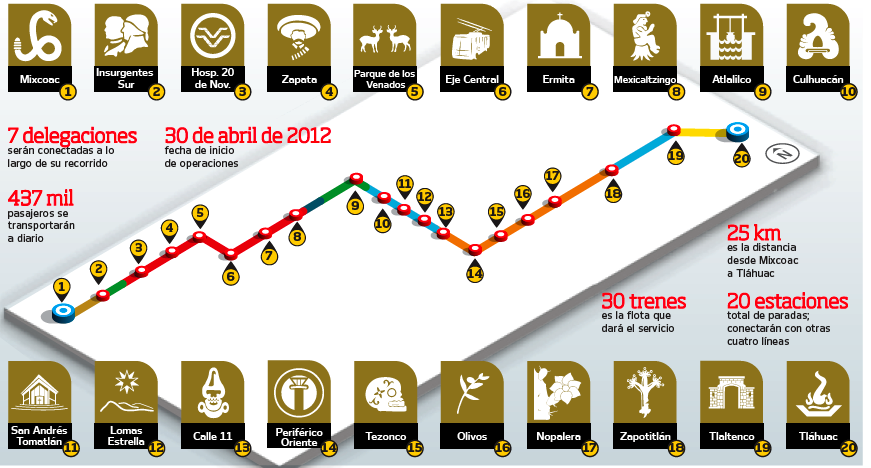 Mixcoac
1
Insurgentes
Sur
2
Hosp. 20
de Nov.
3
Zapata
4
Parque de los
Venados
5
Eje Central
6
Ermita
7
Mexicaltzingo
8
Atlalilco
9
Culhuacán
10
7 delegaciones
serán conectadas a lo
largo de su recorrido
30 de abril de 2012
fecha de inicio
de operaciones
437 mil
pasajeros se
transportarán
a diario
1
2
3
4
5
6
7
8
9
10
11
12
13
14
15
16
17
18
19
20
N
25 km
es la distancia
desde Mixcoac
a Tláhuac
30 trenes
es la flota que
dará el servicio
20 estaciones
total de paradas;
conectarán con otras
cuatro líneas
San Andrés
Tomatlán
11
Lomas
Estrella
12
Calle 11
13
Periférico
Oriente
14
Tezonco
15
Olivos
16
Nopalera
17
Zapotitlán
18
Tlaltenco
19
Tláhuac
20